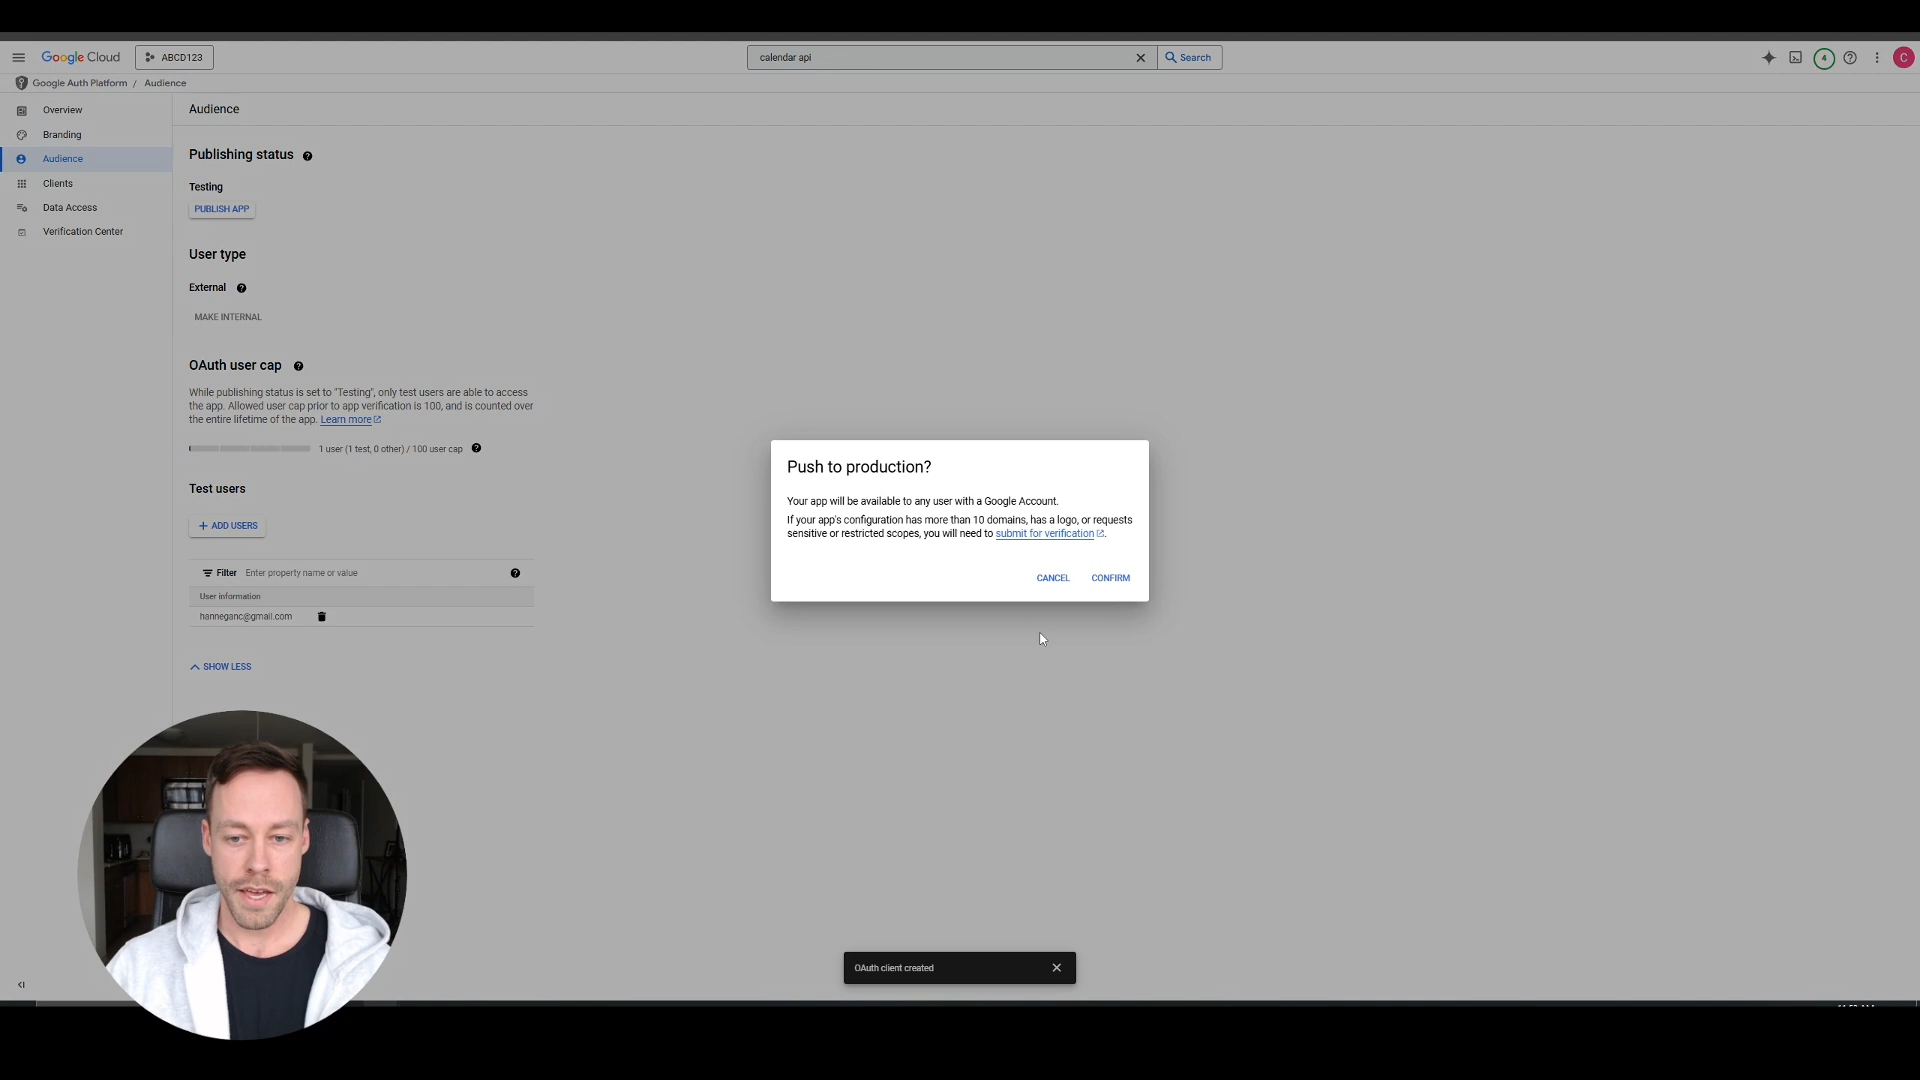 Google Cloud
ABCD123
calendar api
Search
4
C
Google Auth Platform / Audience
Overview
Branding
Audience
Clients
Data Access
Verification Center
Audience
Publishing status
Testing
PUBLISH APP
User type
External
MAKE INTERNAL
OAuth user cap
While publishing status is set to "Testing", only test users are able to access
the app. Allowed user cap prior to app verification is 100, and is counted over
the entire lifetime of the app. Learn more
1 user (1 test, 0 other) / 100 user cap
Test users
+ ADD USERS
Filter Enter property name or value
User information
hanneganc@gmail.com
SHOW LESS
Push to production?
Your app will be available to any user with a Google Account.
If your app's configuration has more than 10 domains, has a logo, or requests
sensitive or restricted scopes, you will need to submit for verification.
CANCEL
CONFIRM
OAuth client created